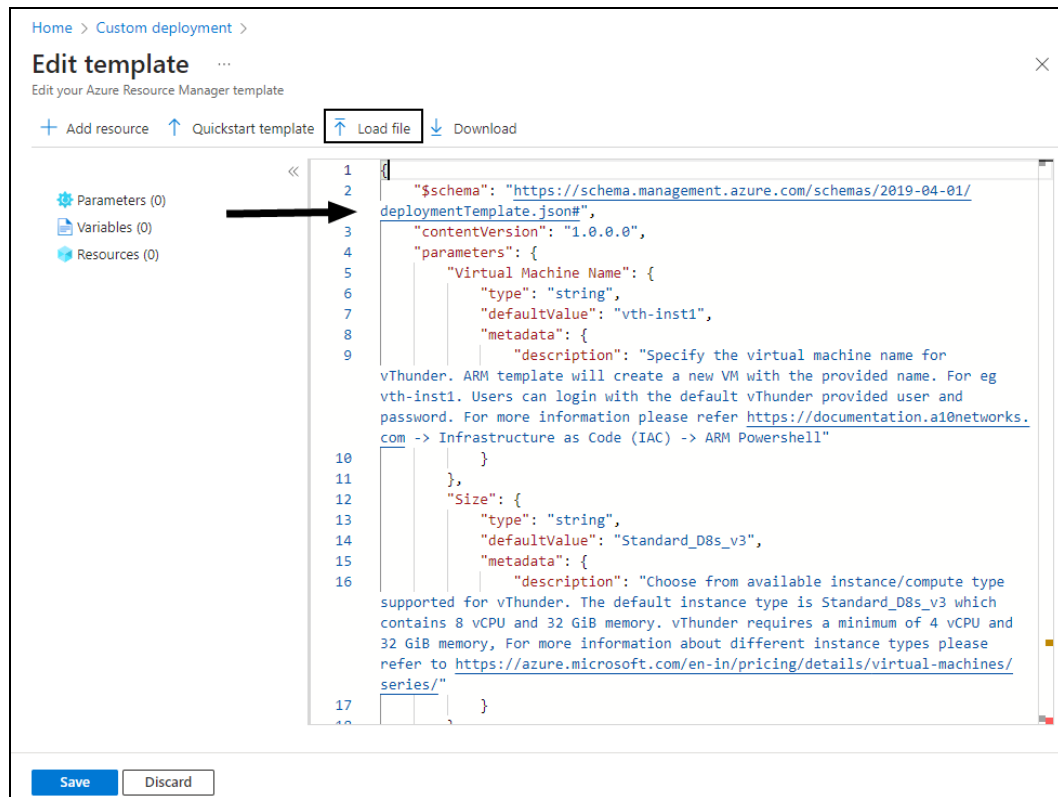 Home > Custom deployment >
Edit template ...
Edit your Azure Resource Manager template
Add resource Quickstart template Load file Download
Parameters (0)
Variables (0)
Resources (0)
1 {
2 "$schema": "https://schema.management.azure.com/schemas/2019-04-01/
deploymentTemplate.json#",
3 "contentVersion": "1.0.0.0",
4 "parameters": {
5 "Virtual Machine Name": {
6 "type": "string",
7 "defaultValue": "vth-inst1",
8 "metadata": {
9 "description": "Specify the virtual machine name for
vThunder. ARM template will create a new VM with the provided name. For eg
vth-inst1. Users can login with the default vThunder provided user and
password. For more information please refer https://documentation.a10networks.
com -> Infrastructure as Code (IAC) -> ARM Powershell"
10 }
11 },
12 "Size": {
13 "type": "string",
14 "defaultValue": "Standard_D8s_v3",
15 "metadata": {
16 "description": "Choose from available instance/compute type
supported for vThunder. The default instance type is Standard_D8s_v3 which
contains 8 vCPU and 32 GiB memory. vThunder requires a minimum of 4 vCPU and
32 GiB memory, For more information about different instance types please
refer to https://azure.microsoft.com/en-in/pricing/details/virtual-machines/
series/"
17 }
Save Discard